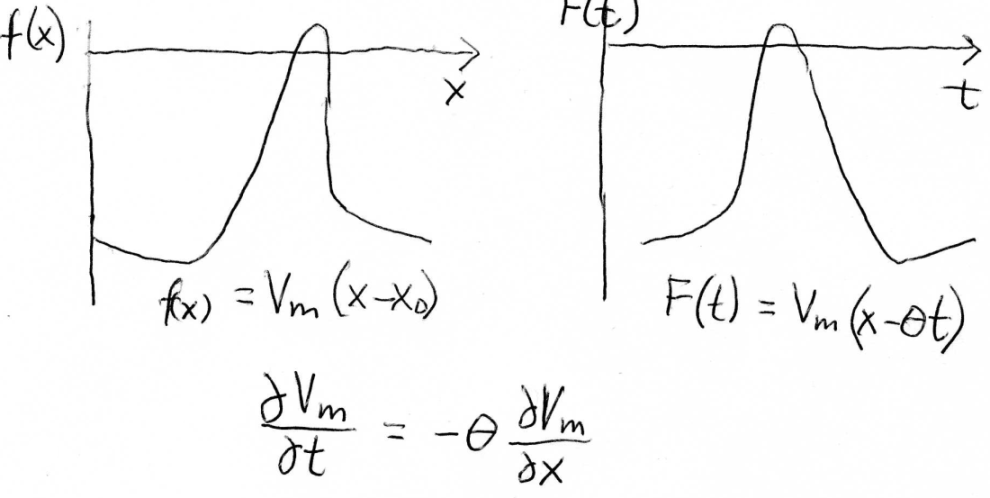 f(x)
x
f(x) = Vm (x-x0)
F(t)
t
F(t) = Vm (x-θt)
∂Vm/∂t = -θ ∂Vm/∂x